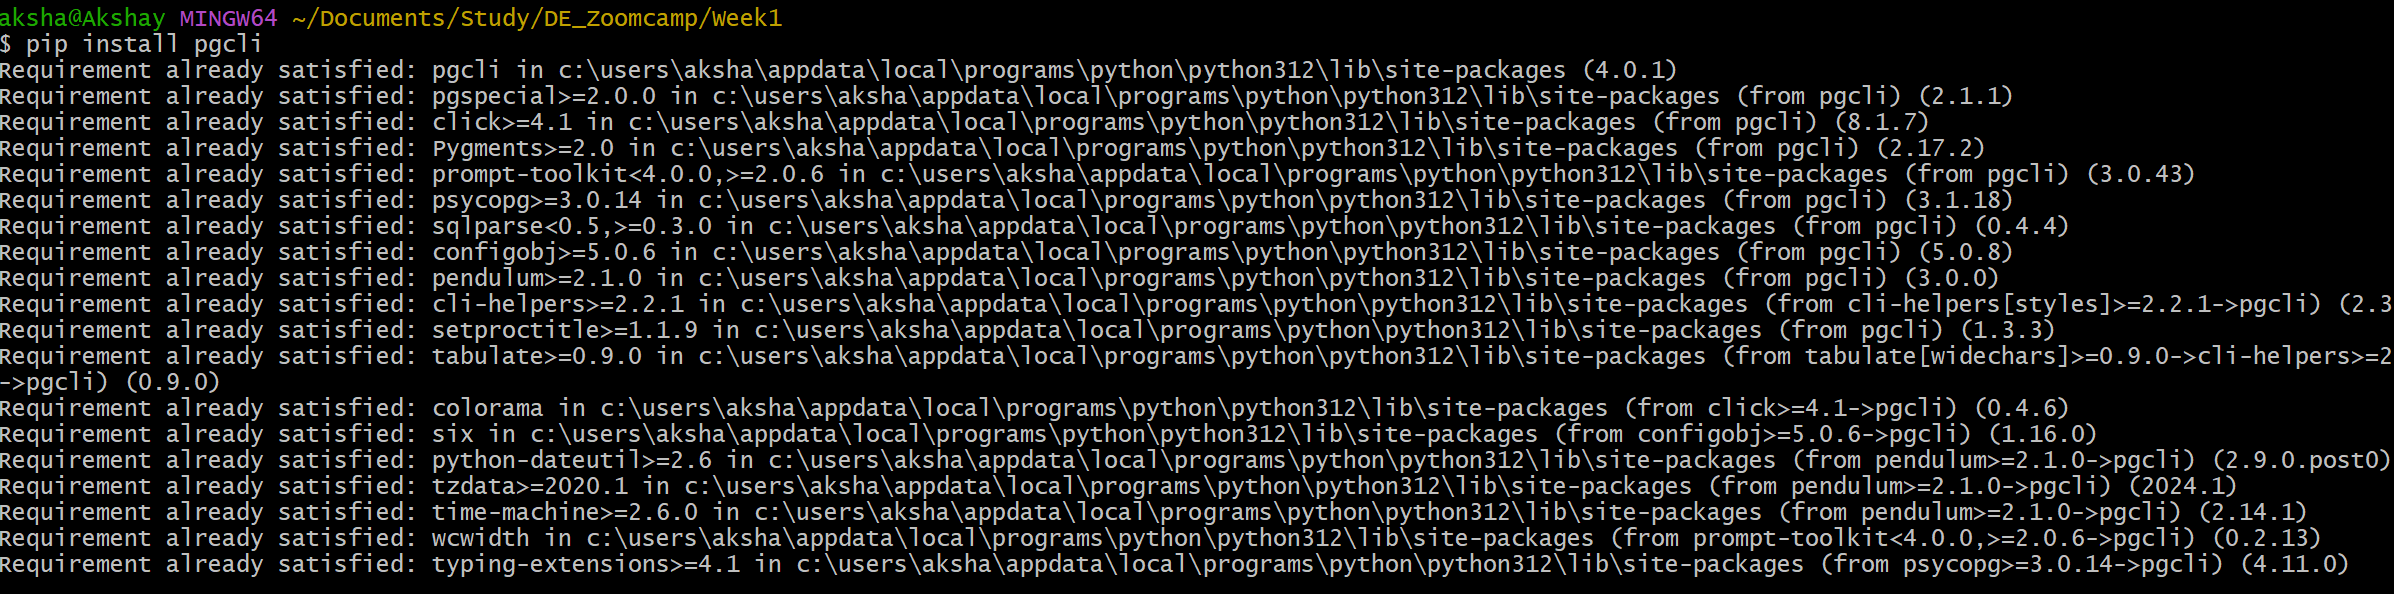 aksha@Akshay MINGW64 ~/Documents/Study/DE_Zoomcamp/Week1
$ pip install pgcli
Requirement already satisfied: pgcli in c:\users\aksha\appdata\local\programs\python\python312\lib\site-packages (4.0.1)
Requirement already satisfied: pgspecial>=2.0.0 in c:\users\aksha\appdata\local\programs\python\python312\lib\site-packages (from pgcli) (2.1.1)
Requirement already satisfied: click>=4.1 in c:\users\aksha\appdata\local\programs\python\python312\lib\site-packages (from pgcli) (8.1.7)
Requirement already satisfied: Pygments>=2.0 in c:\users\aksha\appdata\local\programs\python\python312\lib\site-packages (from pgcli) (2.17.2)
Requirement already satisfied: prompt-toolkit<4.0.0,>=2.0.6 in c:\users\aksha\appdata\local\programs\python\python312\lib\site-packages (from pgcli) (3.0.43)
Requirement already satisfied: psycopg>=3.0.14 in c:\users\aksha\appdata\local\programs\python\python312\lib\site-packages (from pgcli) (3.1.18)
Requirement already satisfied: sqlparse<0.5,>=0.3.0 in c:\users\aksha\appdata\local\programs\python\python312\lib\site-packages (from pgcli) (0.4.4)
Requirement already satisfied: configobj>=5.0.6 in c:\users\aksha\appdata\local\programs\python\python312\lib\site-packages (from pgcli) (5.0.8)
Requirement already satisfied: pendulum>=2.1.0 in c:\users\aksha\appdata\local\programs\python\python312\lib\site-packages (from pgcli) (3.0.0)
Requirement already satisfied: cli-helpers>=2.2.1 in c:\users\aksha\appdata\local\programs\python\python312\lib\site-packages (from cli-helpers[styles]>=2.2.1->pgcli) (2.3
Requirement already satisfied: setproctitle>=1.1.9 in c:\users\aksha\appdata\local\programs\python\python312\lib\site-packages (from pgcli) (1.3.3)
Requirement already satisfied: tabulate>=0.9.0 in c:\users\aksha\appdata\local\programs\python\python312\lib\site-packages (from tabulate[widechars]>=0.9.0->cli-helpers>=2
->pgcli) (0.9.0)
Requirement already satisfied: colorama in c:\users\aksha\appdata\local\programs\python\python312\lib\site-packages (from click>=4.1->pgcli) (0.4.6)
Requirement already satisfied: six in c:\users\aksha\appdata\local\programs\python\python312\lib\site-packages (from configobj>=5.0.6->pgcli) (1.16.0)
Requirement already satisfied: python-dateutil>=2.6 in c:\users\aksha\appdata\local\programs\python\python312\lib\site-packages (from pendulum>=2.1.0->pgcli) (2.9.0.post0)
Requirement already satisfied: tzdata>=2020.1 in c:\users\aksha\appdata\local\programs\python\python312\lib\site-packages (from pendulum>=2.1.0->pgcli) (2024.1)
Requirement already satisfied: time-machine>=2.6.0 in c:\users\aksha\appdata\local\programs\python\python312\lib\site-packages (from pendulum>=2.1.0->pgcli) (2.14.1)
Requirement already satisfied: wcwidth in c:\users\aksha\appdata\local\programs\python\python312\lib\site-packages (from prompt-toolkit<4.0.0,>=2.0.6->pgcli) (0.2.13)
Requirement already satisfied: typing-extensions>=4.1 in c:\users\aksha\appdata\local\programs\python\python312\lib\site-packages (from psycopg>=3.0.14->pgcli) (4.11.0)